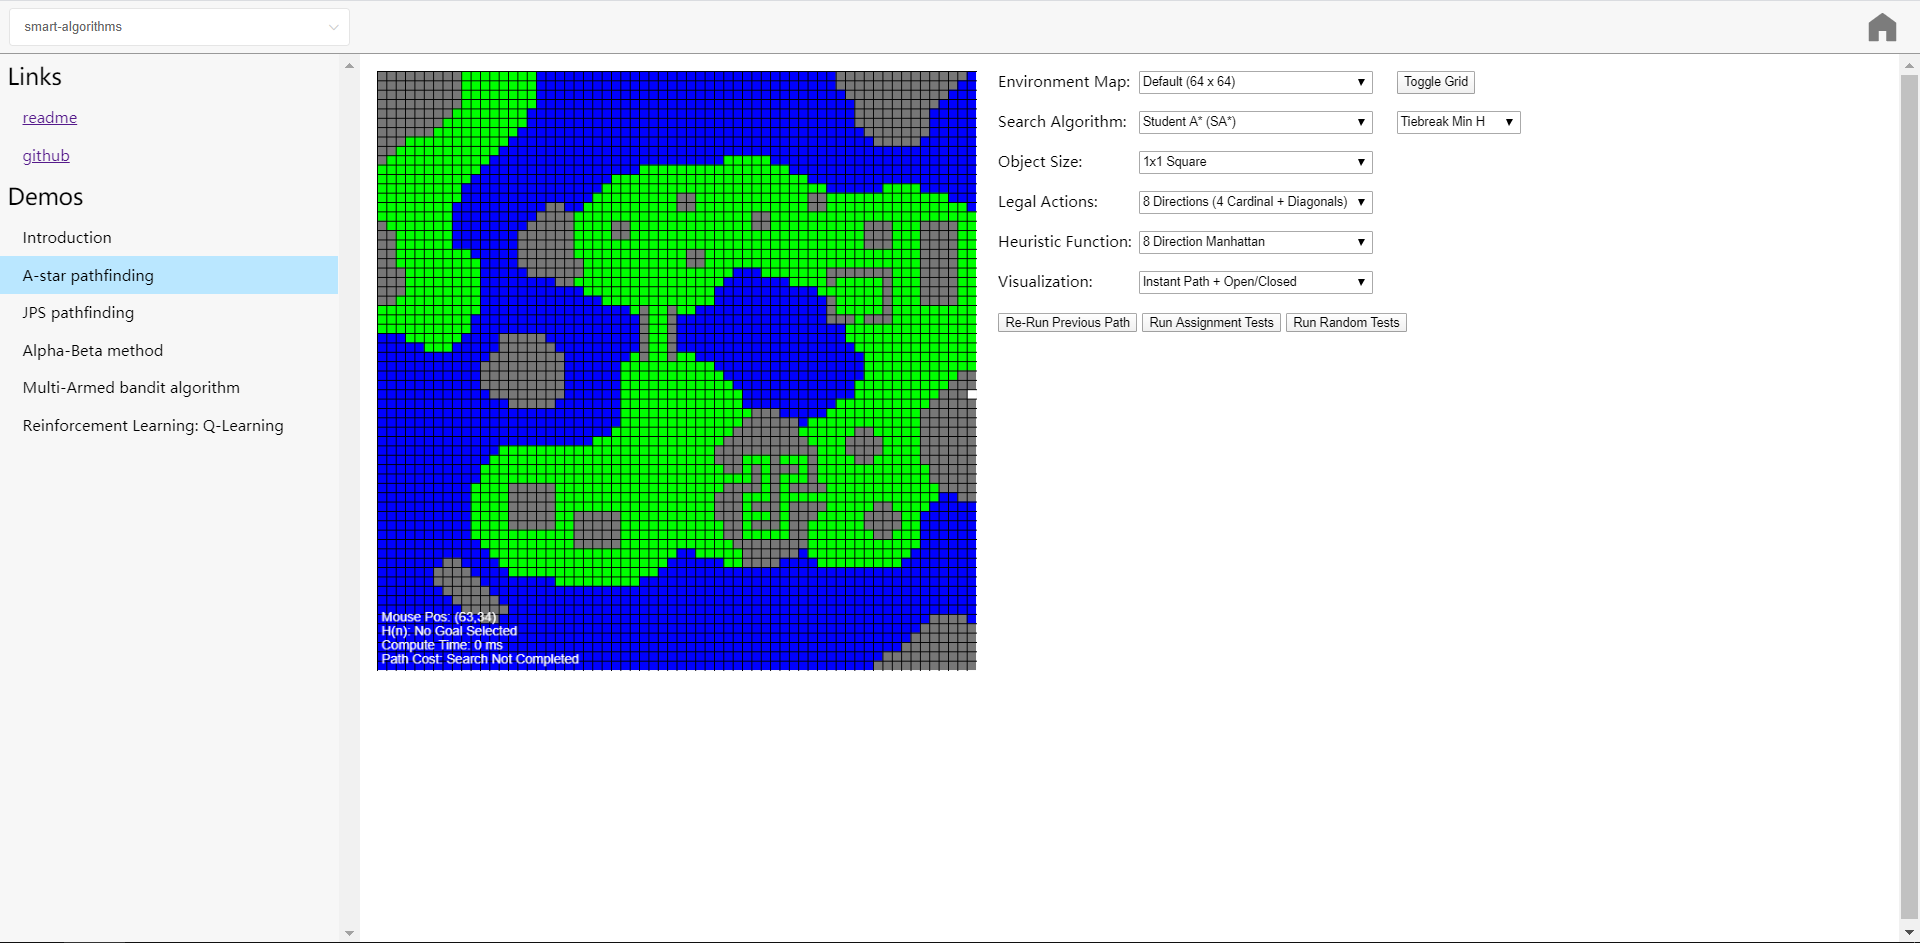 smart-algorithms
Links
readme
github
Demos
Introduction
A-star pathfinding
JPS pathfinding
Alpha-Beta method
Multi-Armed bandit algorithm
Reinforcement Learning: Q-Learning
Mouse Pos: (63,34)
H(n): No Goal Selected
Compute Time: 0 ms
Path Cost: Search Not Completed
Environment Map: Default (64 x 64) Toggle Grid
Search Algorithm: Student A* (SA*) Tiebreak Min H
Object Size: 1x1 Square
Legal Actions: 8 Directions (4 Cardinal + Diagonals)
Heuristic Function: 8 Direction Manhattan
Visualization: Instant Path + Open/Closed
Re-Run Previous Path Run Assignment Tests Run Random Tests